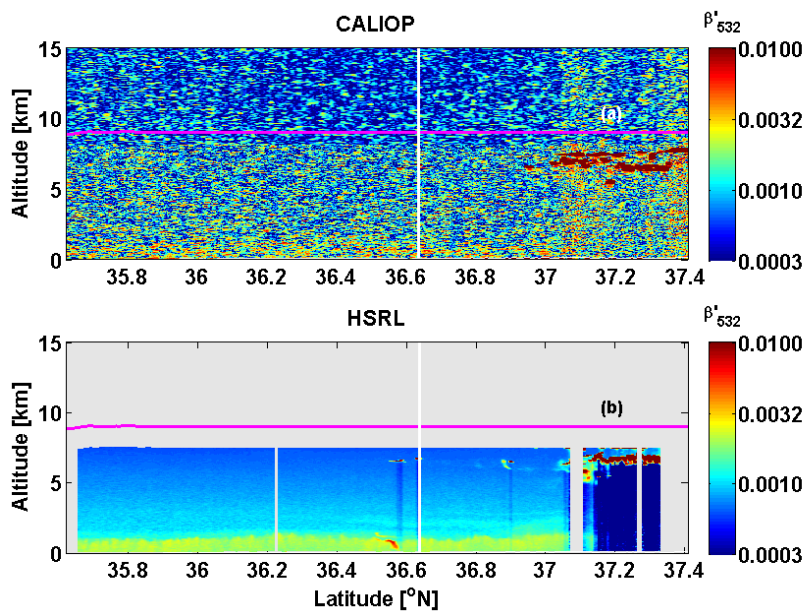 CALIOP
β'532
15
10
5
0
Altitude [km]
(a)
0.0100
0.0032
0.0010
0.0003
35.8 36 36.2 36.4 36.6 36.8 37 37.2 37.4
HSRL
β'532
15
10
5
0
Altitude [km]
(b)
0.0100
0.0032
0.0010
0.0003
35.8 36 36.2 36.4 36.6 36.8 37 37.2 37.4
Latitude [°N]